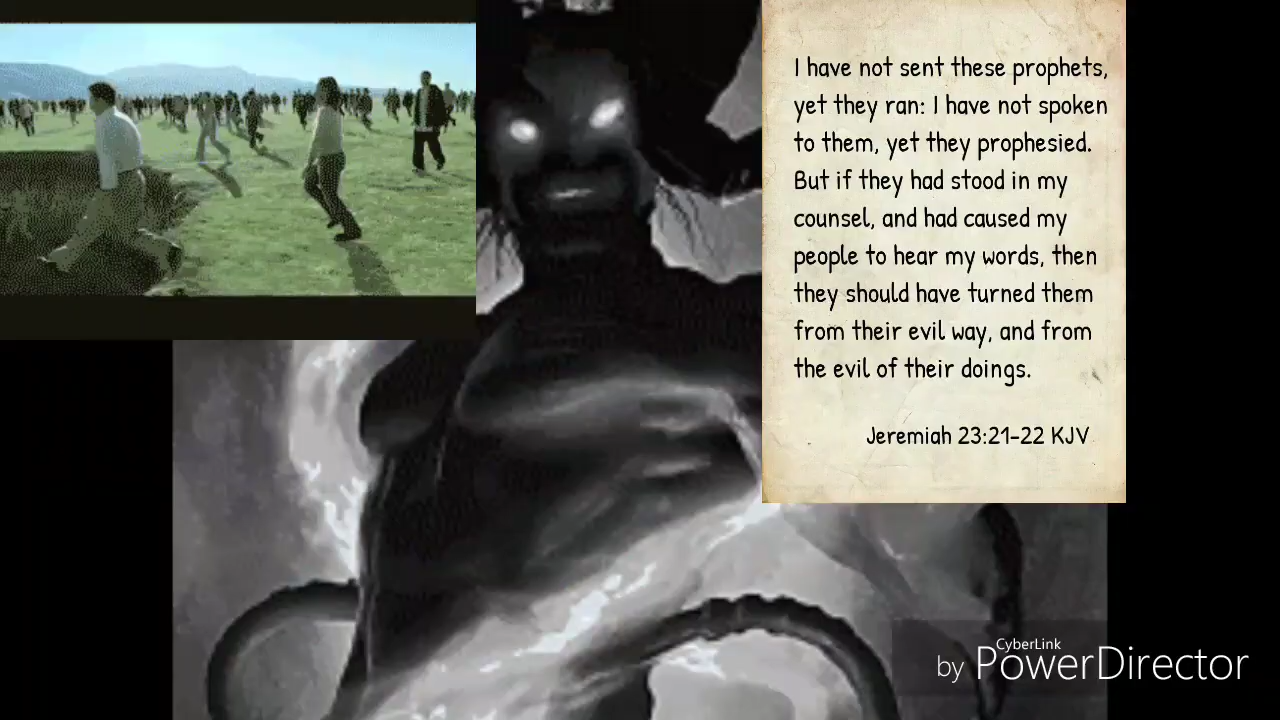 I have not sent these prophets,
yet they ran: I have not spoken
to them, yet they prophesied.
But if they had stood in my
counsel, and had caused my
people to hear my words, then
they should have turned them
from their evil way, and from
the evil of their doings.
Jeremiah 23:21-22 KJV
CyberLink
by PowerDirector